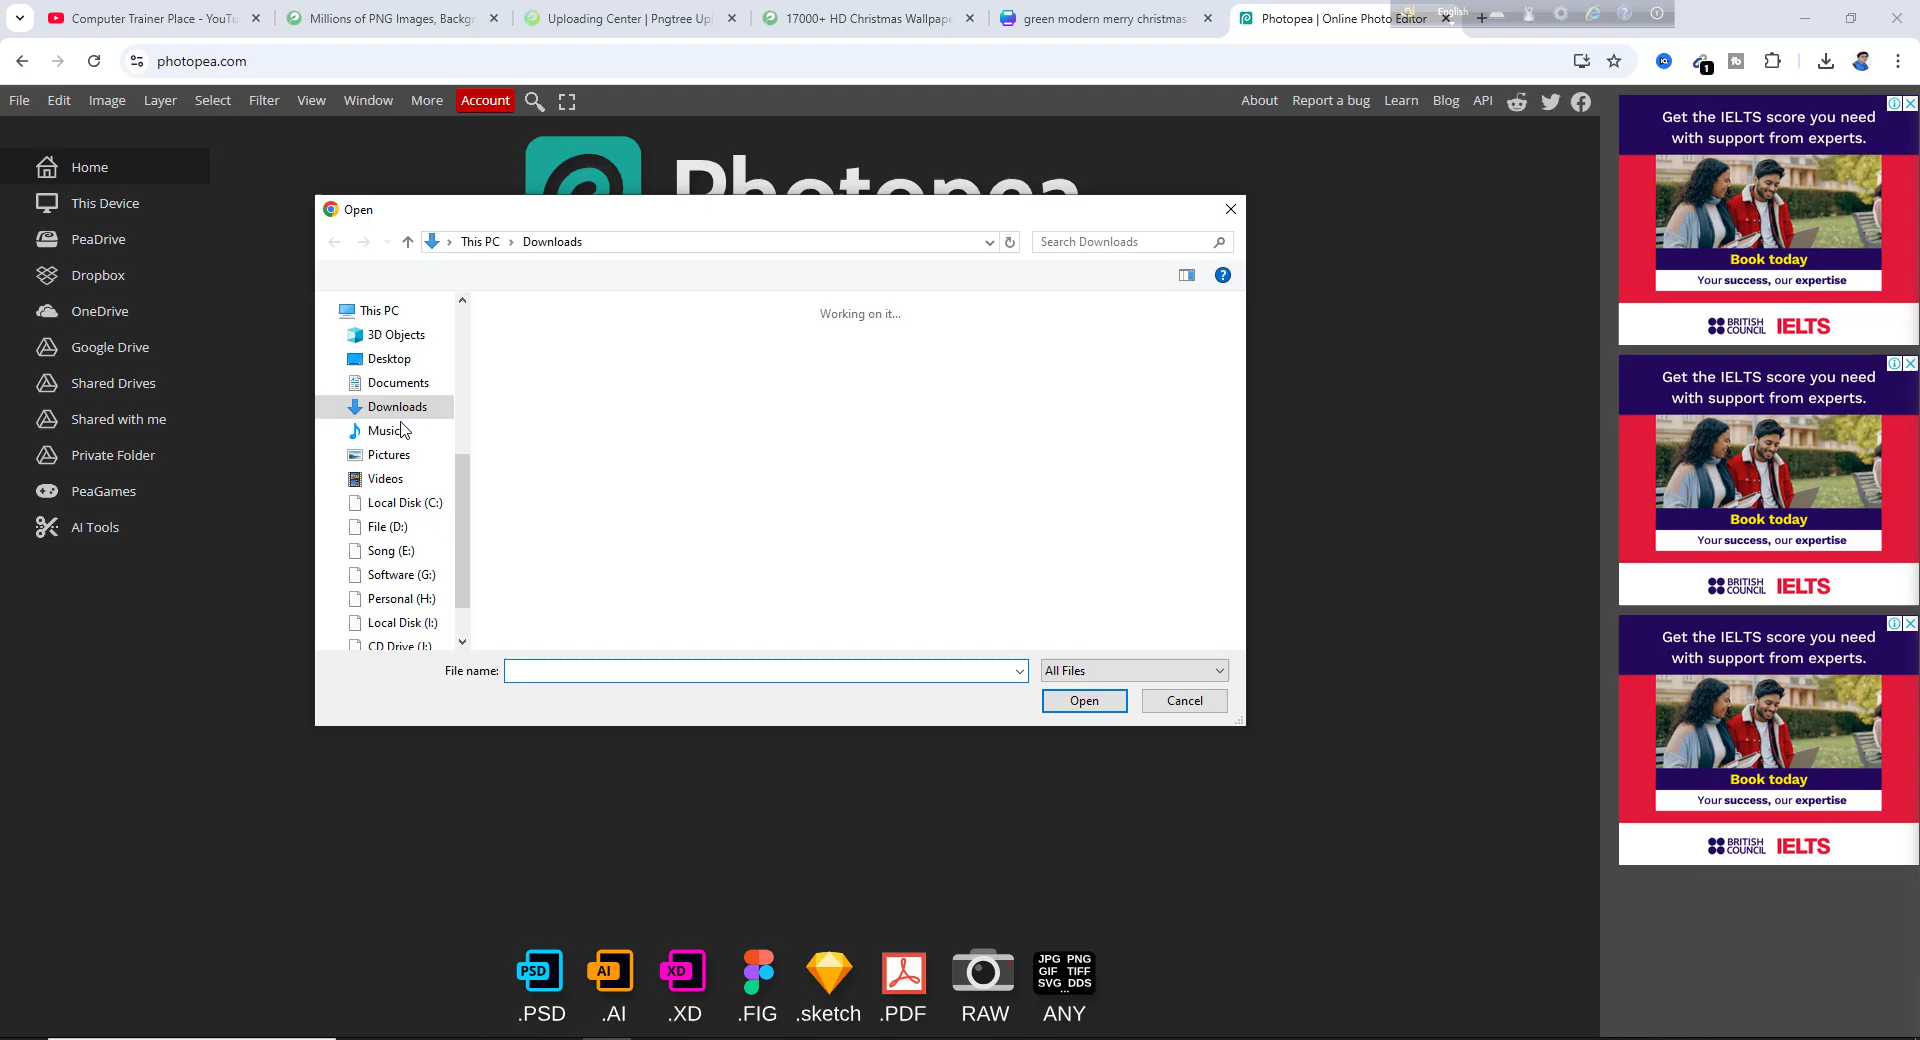 Computer Trainer Place - YouTu
Millions of PNG Images, Backgr
Uploading Center | Pngtree Upl
17000+ HD Christmas Wallpape
green modern merry christmas
Photopea | Online Photo Editor
English
photopea.com
1
File Edit Image Layer Select Filter View Window More Account
About Report a bug Learn Blog API
Home
This Device
PeaDrive
Dropbox
OneDrive
Google Drive
Shared Drives
Shared with me
Private Folder
PeaGames
AI Tools
Photopea
Open
This PC > Downloads
Search Downloads
This PC
3D Objects
Desktop
Documents
Downloads
Music
Pictures
Videos
Local Disk (C:)
File (D:)
Song (E:)
Software (G:)
Personal (H:)
Local Disk (I:)
CD Drive (J:)
Working on it...
File name:
All Files
Open
Cancel
PSD
AI
XD
JPG PNG
GIF TIFF
SVG DDS
...
.PSD
.AI
.XD
.FIG
.sketch
.PDF
RAW
ANY
Get the IELTS score you need
with support from experts.
Book today
Your success, our expertise
BRITISH
COUNCIL
IELTS
Get the IELTS score you need
with support from experts.
Book today
Your success, our expertise
BRITISH
COUNCIL
IELTS
Get the IELTS score you need
with support from experts.
Book today
Your success, our expertise
BRITISH
COUNCIL
IELTS